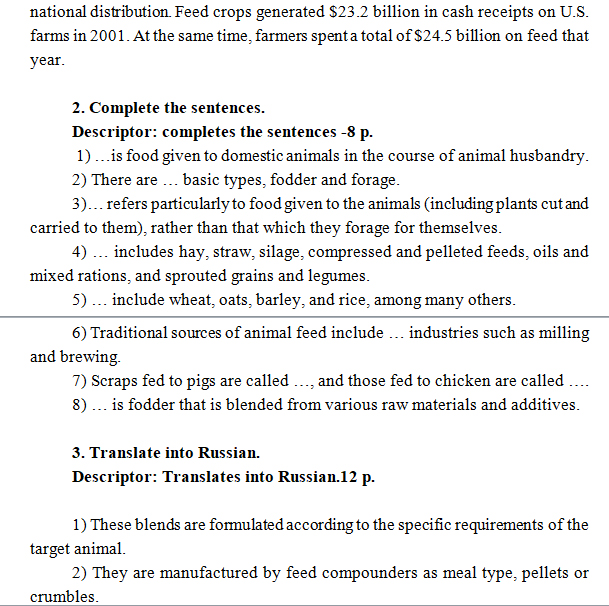 national distribution. Feed crops generated $23.2 billion in cash receipts on U.S.
farms in 2001. At the same time, farmers spent a total of $24.5 billion on feed that
year.
2. Complete the sentences.
Descriptor: completes the sentences -8 p.
1) …is food given to domestic animals in the course of animal husbandry.
2) There are … basic types, fodder and forage.
3)… refers particularly to food given to the animals (including plants cut and
carried to them), rather than that which they forage for themselves.
4) … includes hay, straw, silage, compressed and pelleted feeds, oils and
mixed rations, and sprouted grains and legumes.
5) … include wheat, oats, barley, and rice, among many others.
6) Traditional sources of animal feed include … industries such as milling
and brewing.
7) Scraps fed to pigs are called …, and those fed to chicken are called ….
8) … is fodder that is blended from various raw materials and additives.
3. Translate into Russian.
Descriptor: Translates into Russian.12 p.
1) These blends are formulated according to the specific requirements of the
target animal.
2) They are manufactured by feed compounders as meal type, pellets or
crumbles.